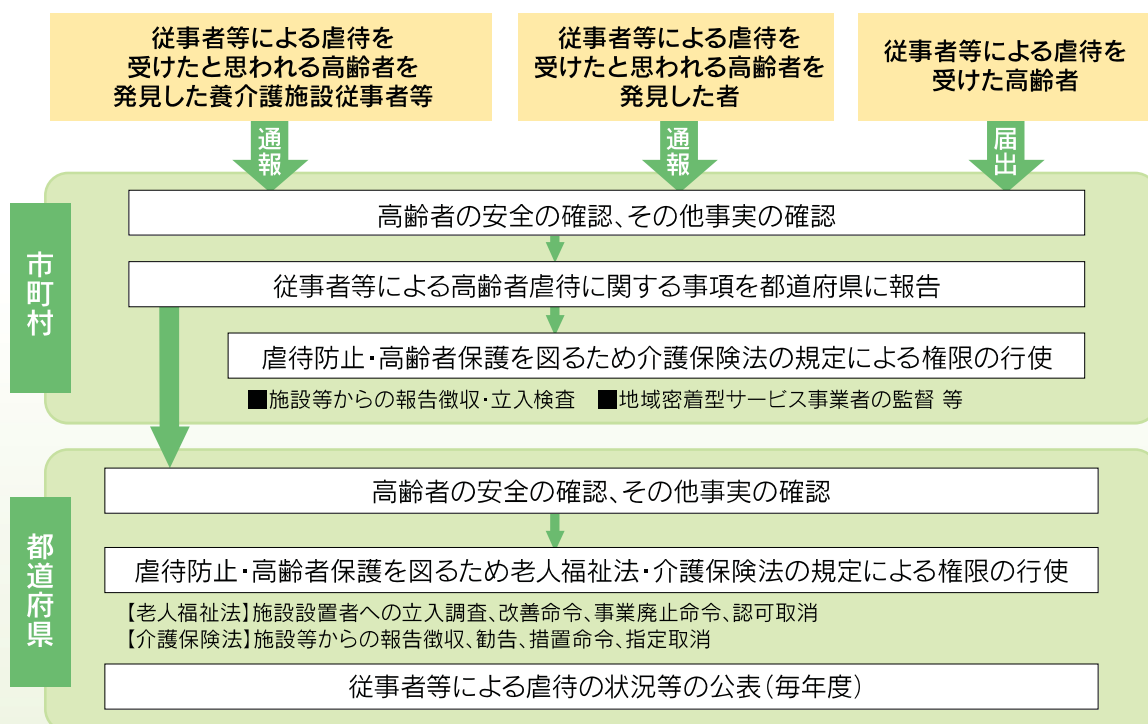 従事者等による虐待を
受けたと思われる高齢者を
発見した養介護施設従事者等
従事者等による虐待を
受けたと思われる高齢者を
発見した者
従事者等による虐待を
受けた高齢者
通報
通報
届出
市町村
高齢者の安全の確認、その他事実の確認
従事者等による高齢者虐待に関する事項を都道府県に報告
虐待防止・高齢者保護を図るため介護保険法の規定による権限の行使
■施設等からの報告徴収・立入検査 ■地域密着型サービス事業者の監督 等
都道府県
高齢者の安全の確認、その他事実の確認
虐待防止・高齢者保護を図るため老人福祉法・介護保険法の規定による権限の行使
【老人福祉法】施設設置者への立入調査、改善命令、事業廃止命令、認可取消
【介護保険法】施設等からの報告徴収、勧告、措置命令、指定取消
従事者等による虐待の状況等の公表(毎年度)